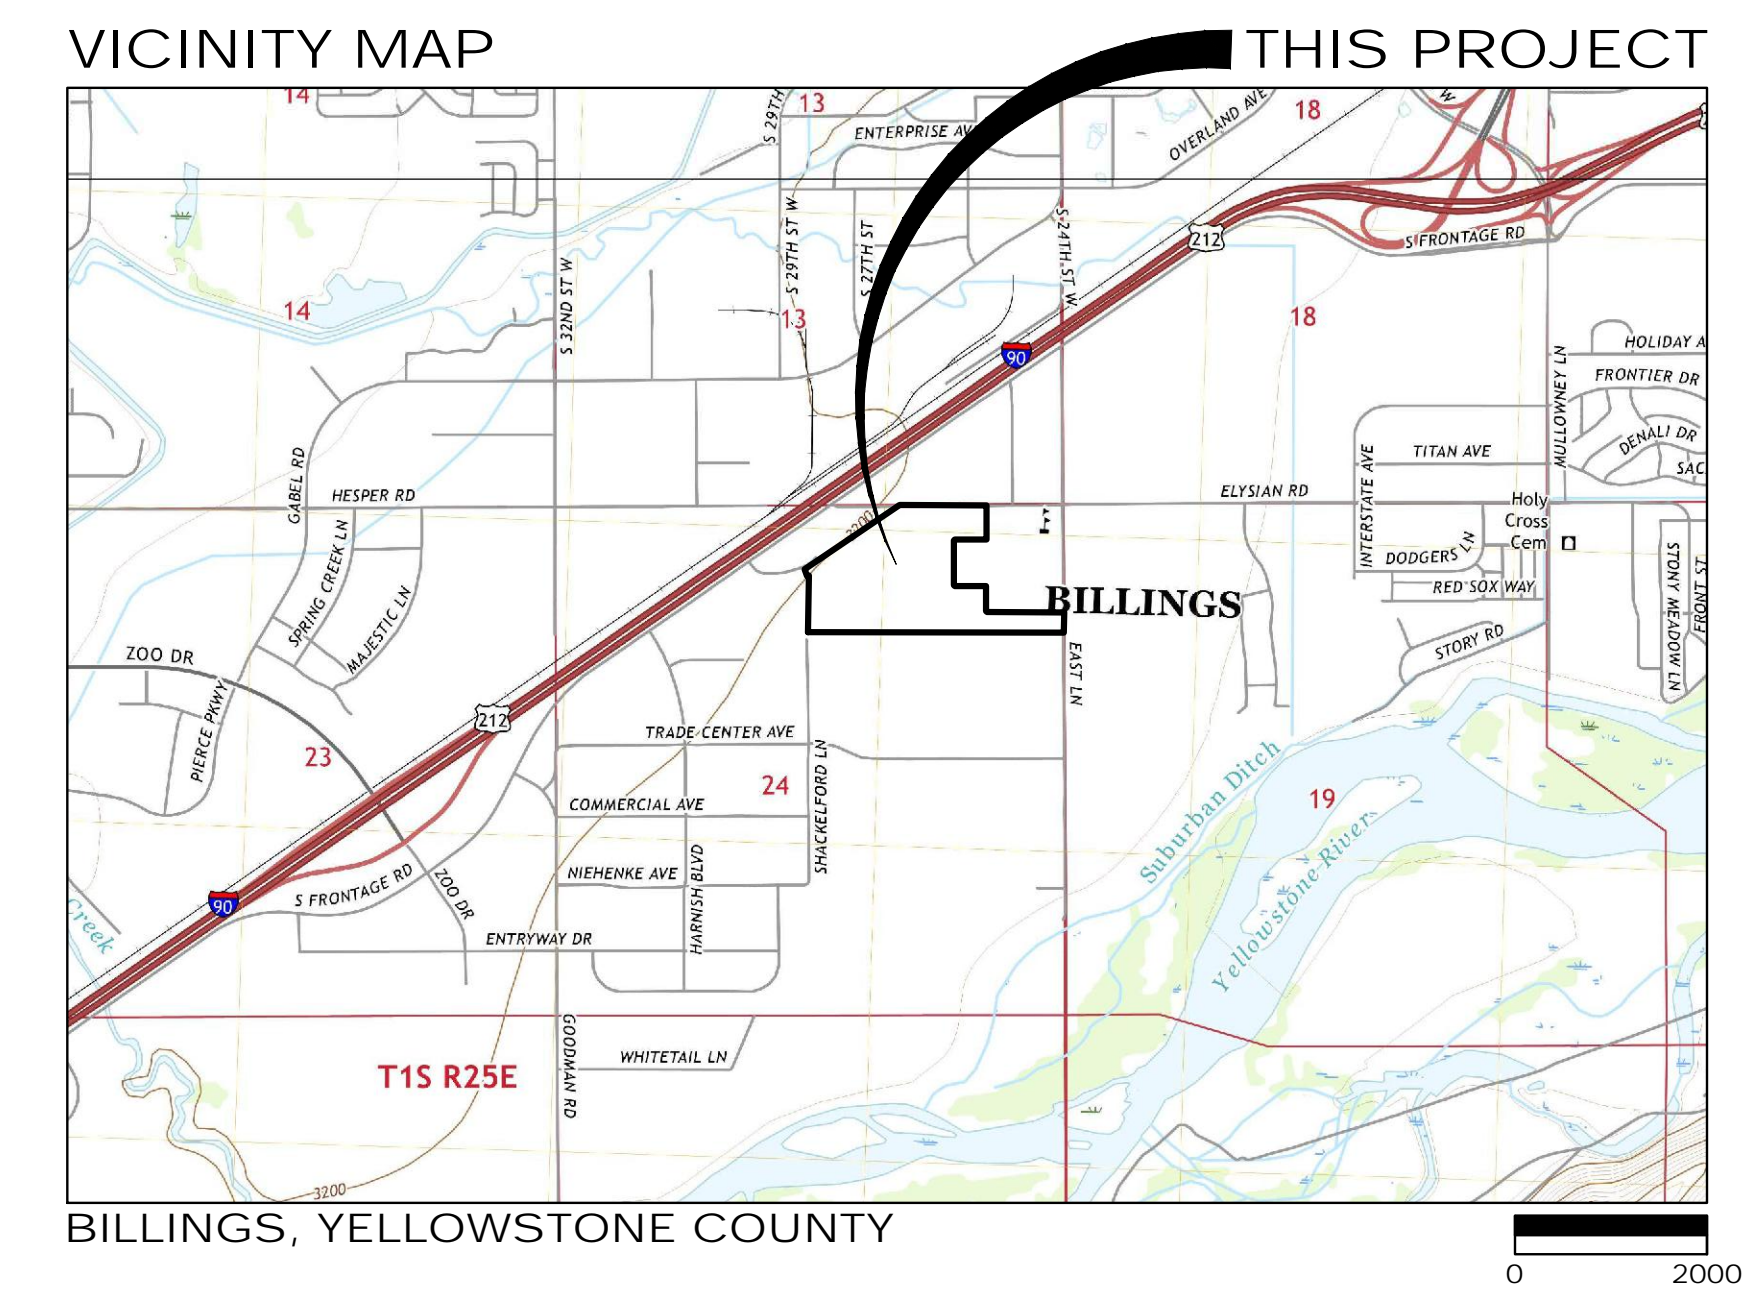 VICINITY MAP
THIS PROJECT
14
S 29TH
13
ENTERPRISE AV
OVERLAND AVE
18
W
S 29TH ST W
S 27TH ST
S 24TH ST W
212
S FRONTAGE RD
S 32ND ST W
14
13
18
90
HOLIDAY A
MULLOWNEY LN
FRONTIER DR
DENALI DR
SAC
TITAN AVE
INTERSTATE AVE
GABEL RD
HESPER RD
ELYSIAN RD
Holy
Cross
Cem
3200
SPRING CREEK LN
MAJESTIC LN
DODGERS LN
RED SOX WAY
STONY MEADOW LN
FRONT ST
BILLINGS
STORY RD
ZOO DR
PIERCE PKWY
EAST LN
212
TRADE CENTER AVE
23
24
SHACKELFORD LN
Suburban Ditch
19
COMMERCIAL AVE
Yellowstone River
NIEHENKE AVE
HARNISH BLVD
S FRONTAGE RD
ZOO DR
90
Creek
ENTRYWAY DR
GOODMAN RD
WHITETAIL LN
T1S R25E
3200
BILLINGS, YELLOWSTONE COUNTY
0 2000